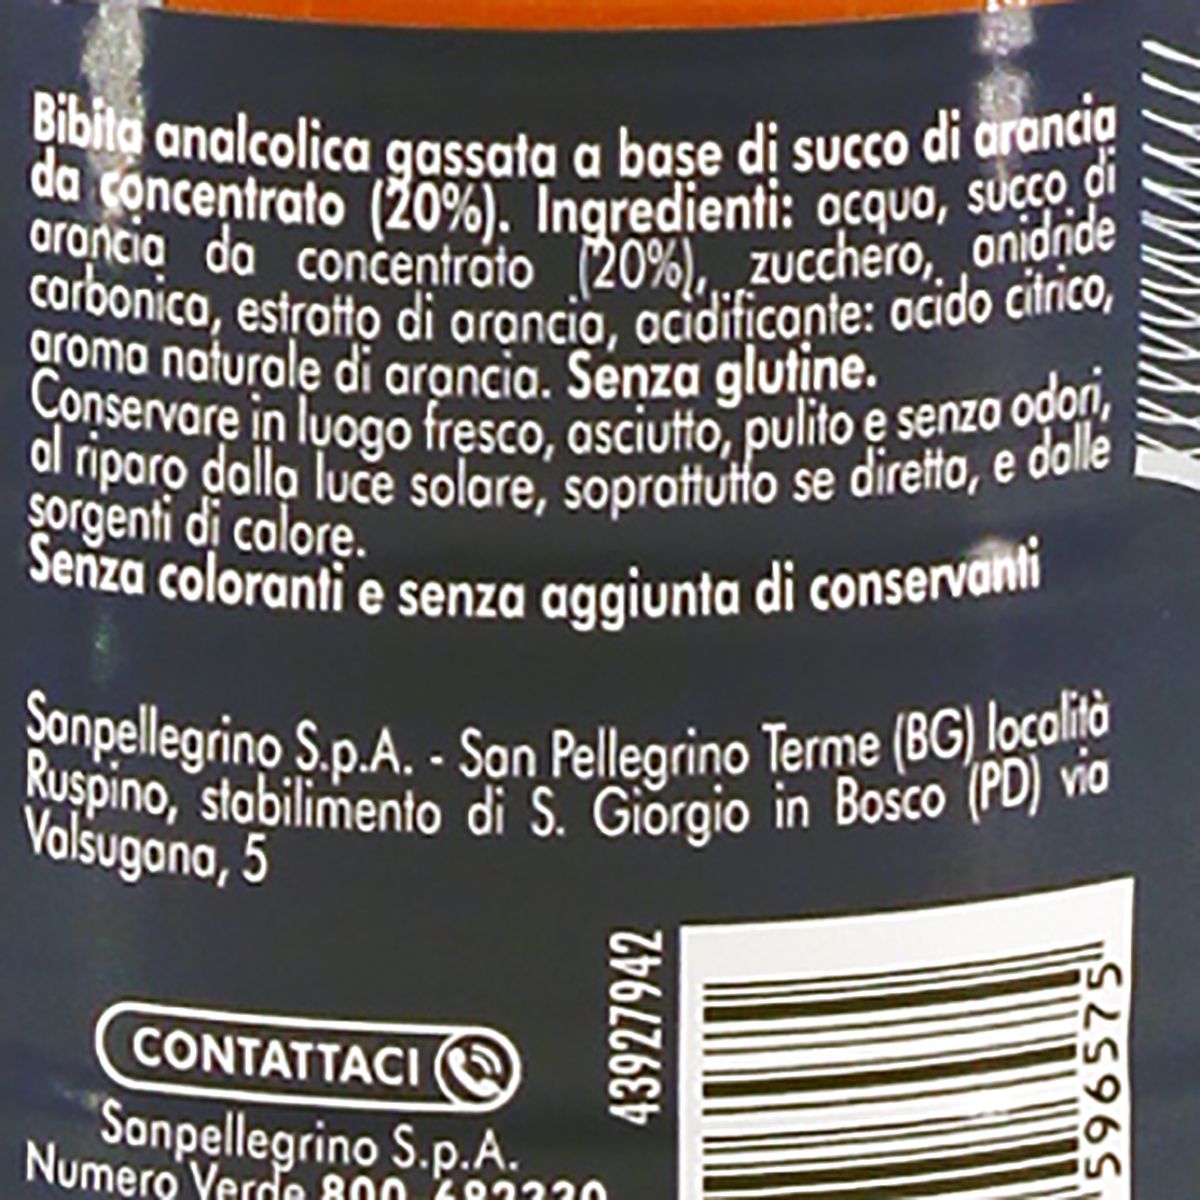 Bibita analcolica gassata a base di succo di arancia
da concentrato (20%). Ingredienti: acqua, succo di
arancia da concentrato (20%), zucchero, anidride
carbonica, estratto di arancia, acidificante: acido citrico,
aroma naturale di arancia. Senza glutine.
Conservare in luogo fresco, asciutto, pulito e senza odori,
al riparo dalla luce solare, soprattutto se diretta, e dalle
sorgenti di calore.
Senza coloranti e senza aggiunta di conservanti
Sanpellegrino S.p.A. - San Pellegrino Terme (BG) località
Ruspino, stabilimento di S. Giorgio in Bosco (PD) via
Valsugana, 5
43927942
596575
CONTATTACI
Sanpellegrino S.p.A.
Numero Verde 800